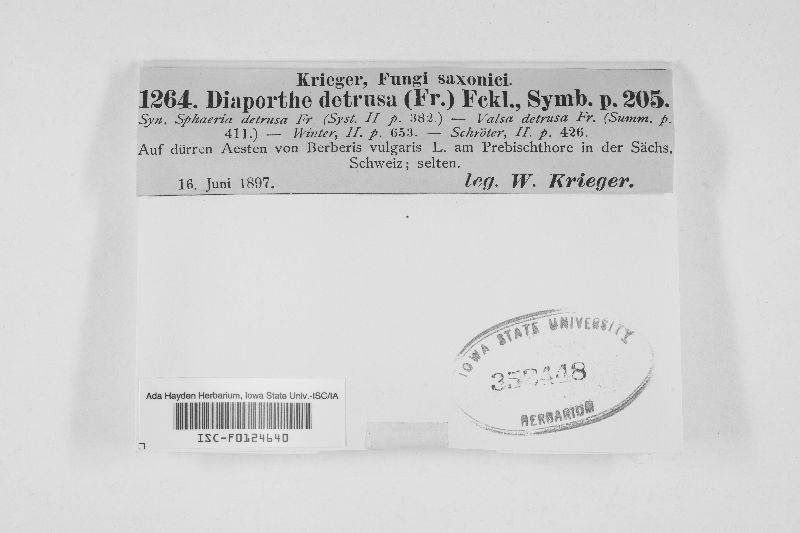 Krieger, Fungi saxonici.
1264. Diaporthe detrusa (Fr.) Fckl., Symb. p. 205.
Syn. Sphaeria detrusa Fr (Syst. II p. 382.) — Valsa detrusa Fr. (Summ. p.
411.) — Winter, II. p. 653. — Schröter, II. p. 426.
Auf dürren Aesten von Berberis vulgaris L. am Prebischthore in der Sächs.
Schweiz; selten.
16. Juni 1897. leg. W. Krieger.
IOWA STATE UNIVERSITY
HERBARIUM
Ada Hayden Herbarium, Iowa State Univ.-ISC/IA
ISC-F0124640